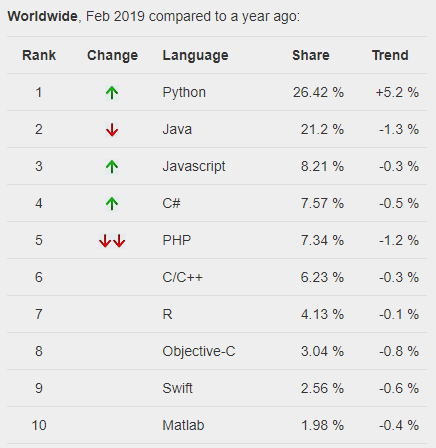 Worldwide, Feb 2019 compared to a year ago:
Rank Change Language Share Trend
1 ↑ Python 26.42 % +5.2 %
2 ↓ Java 21.2 % -1.3 %
3 ↑ Javascript 8.21 % -0.3 %
4 ↑ C# 7.57 % -0.5 %
5 ↓↓ PHP 7.34 % -1.2 %
6 C/C++ 6.23 % -0.3 %
7 R 4.13 % -0.1 %
8 Objective-C 3.04 % -0.8 %
9 Swift 2.56 % -0.6 %
10 Matlab 1.98 % -0.4 %